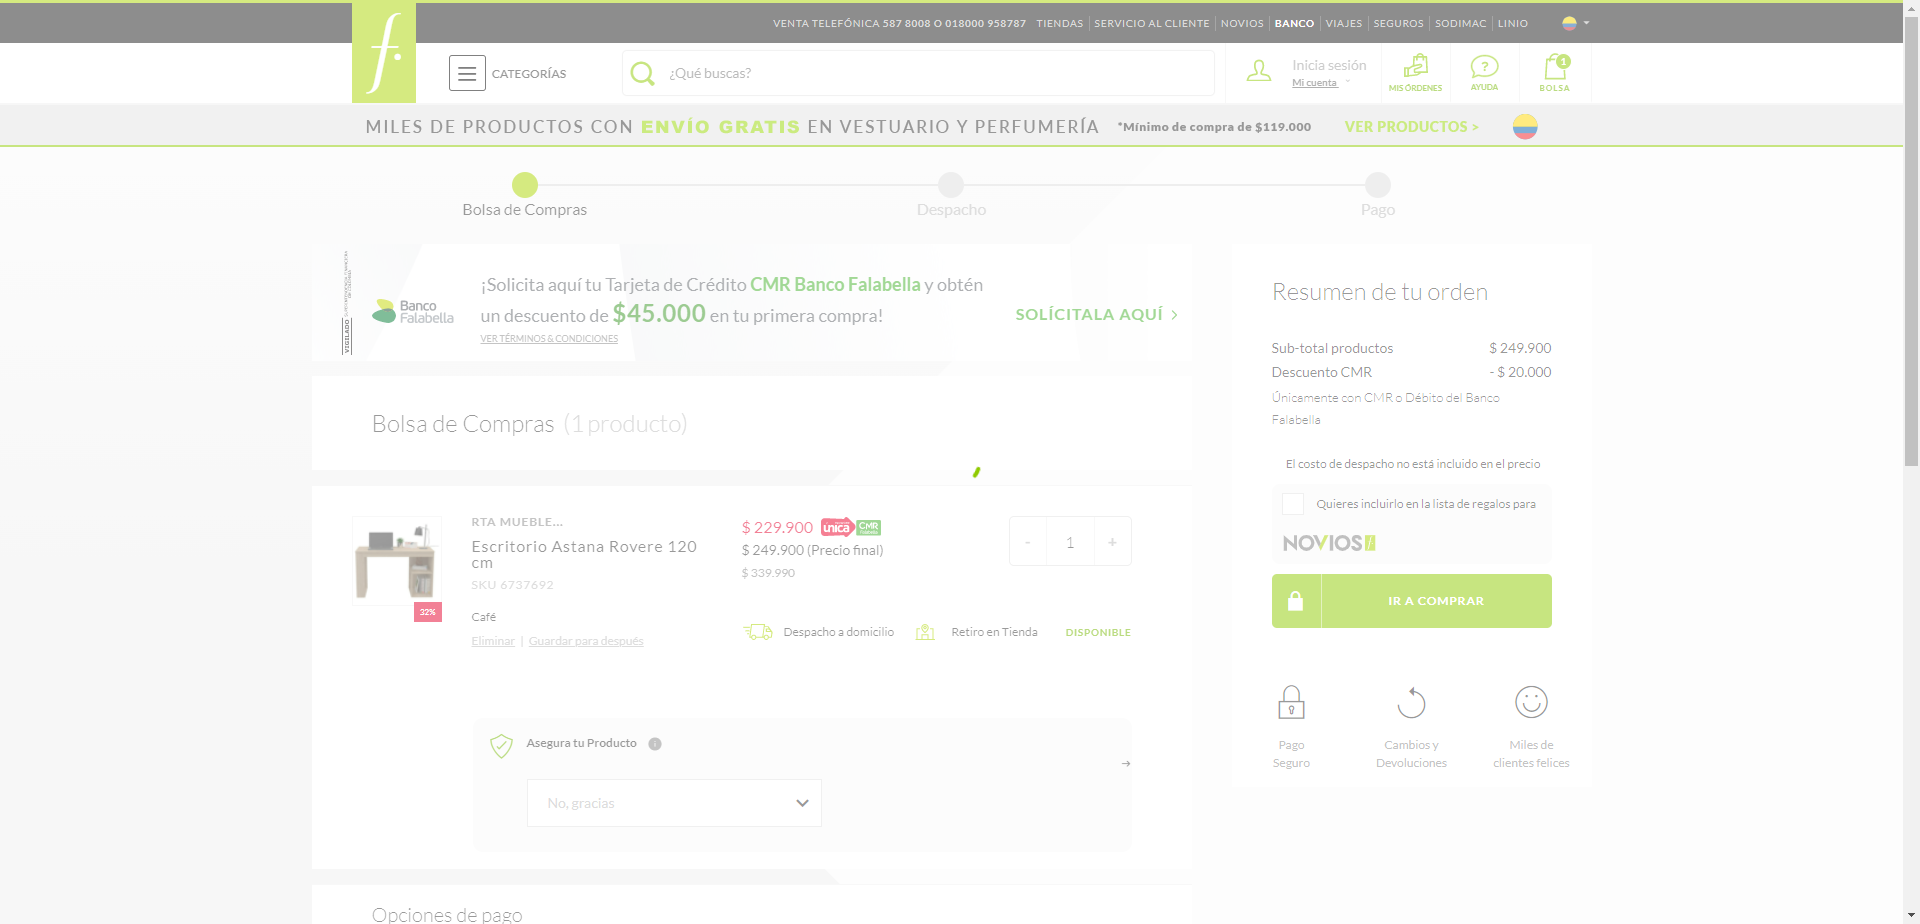 VENTA TELEFÓNICA 587 8008 O 018000 958787 TIENDAS SERVICIO AL CLIENTE NOVIOS BANCO VIAJES SEGUROS SODIMAC LINIO
f.
CATEGORÍAS
¿Qué buscas?
Inicia sesión
Mi cuenta
MIS ÓRDENES
?
AYUDA
1
BOLSA
MILES DE PRODUCTOS CON ENVÍO GRATIS EN VESTUARIO Y PERFUMERÍA *Mínimo de compra de $119.000 VER PRODUCTOS >
Bolsa de Compras
Despacho
Pago
VIGILADO
Banco
Falabella
¡Solicita aquí tu Tarjeta de Crédito CMR Banco Falabella y obtén
un descuento de $45.000 en tu primera compra!
VER TÉRMINOS & CONDICIONES
SOLÍCITALA AQUÍ >
Bolsa de Compras (1 producto)
32%
RTA MUEBLE...
Escritorio Astana Rovere 120
cm
SKU 6737692
Café
Eliminar | Guardar para después
$ 229.900 unica CMR
$ 249.900 (Precio final)
$ 339.990
- 1 +
Despacho a domicilio Retiro en Tienda DISPONIBLE
Asegura tu Producto i
No, gracias
Opciones de pago
Resumen de tu orden
Sub-total productos $ 249.900
Descuento CMR - $ 20.000
Únicamente con CMR o Débito del Banco
Falabella
El costo de despacho no está incluido en el precio
Quieres incluirlo en la lista de regalos para
NOVIOS f
IR A COMPRAR
Pago
Seguro
Cambios y
Devoluciones
Miles de
clientes felices